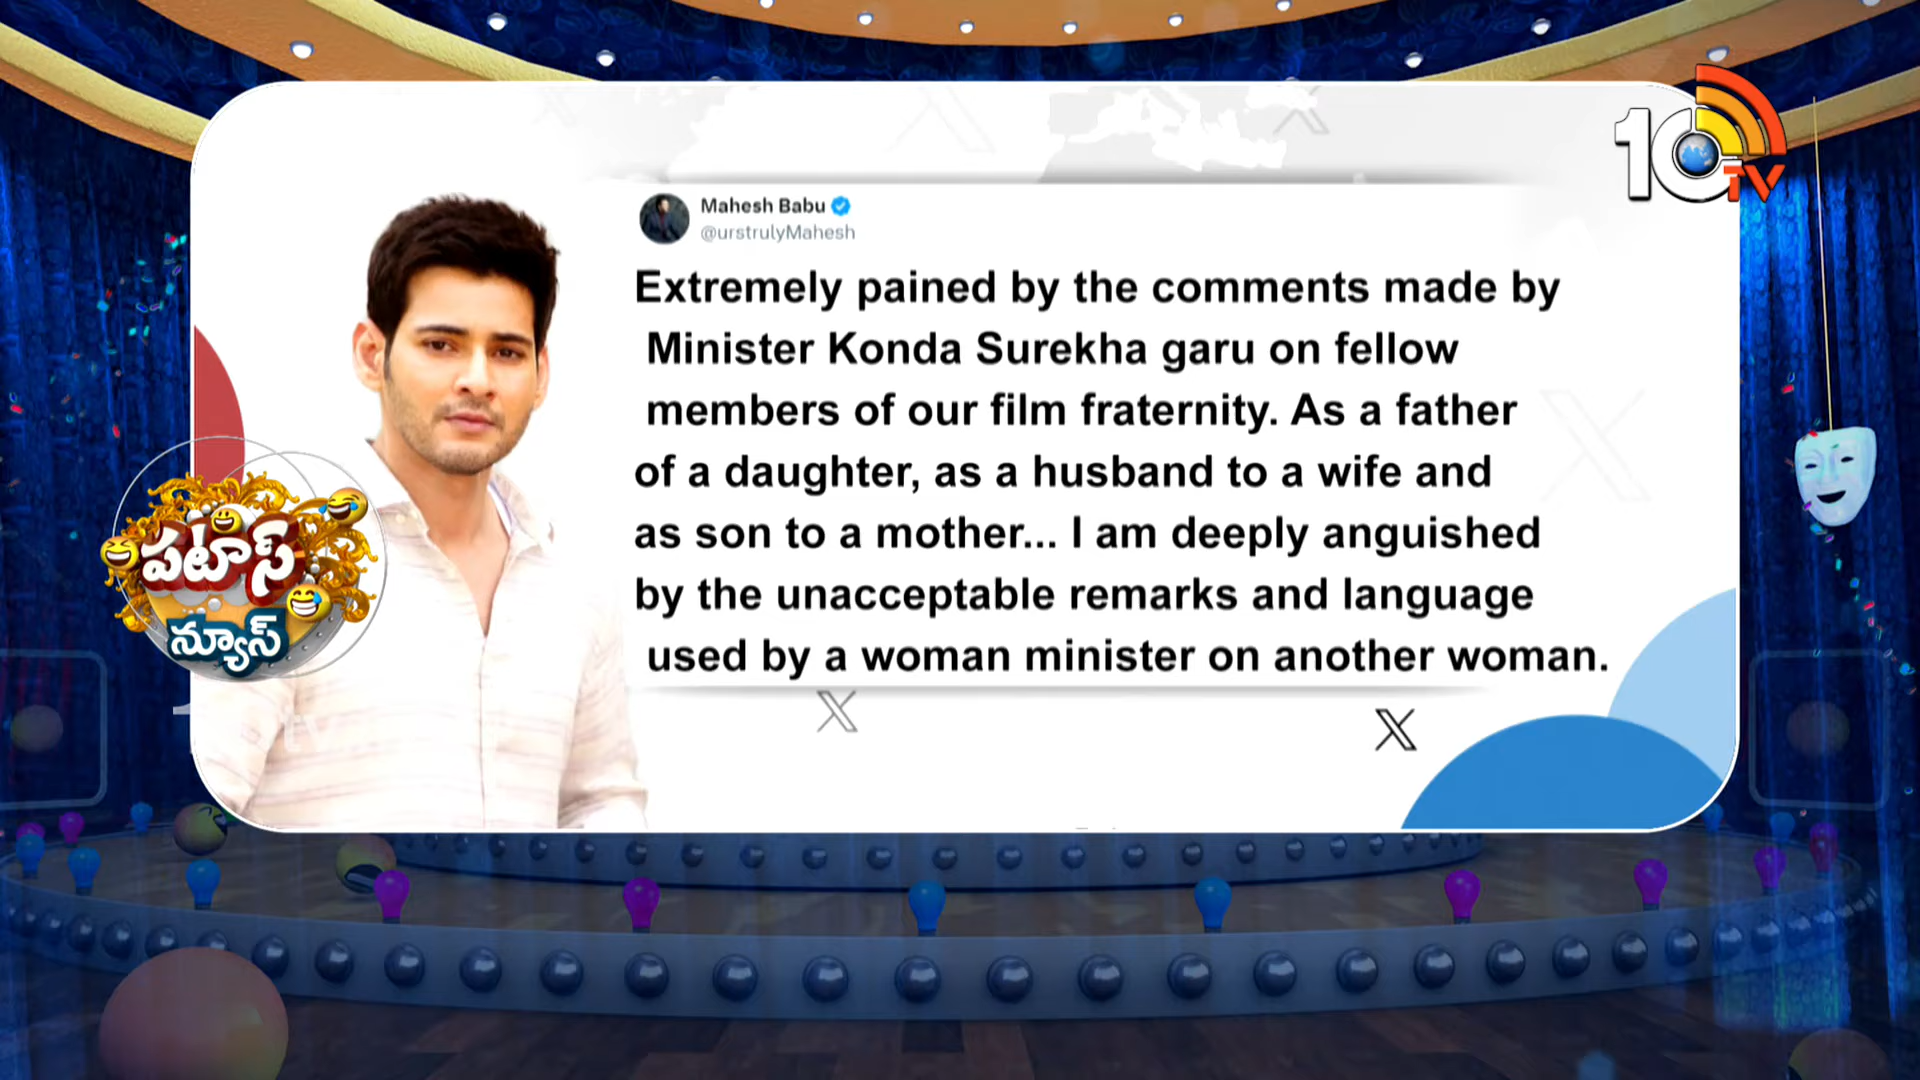 10TV
Mahesh Babu
@urstrulyMahesh
Extremely pained by the comments made by
Minister Konda Surekha garu on fellow
members of our film fraternity. As a father
of a daughter, as a husband to a wife and
as son to a mother... I am deeply anguished
by the unacceptable remarks and language
used by a woman minister on another woman.
పటాస్
న్యూస్